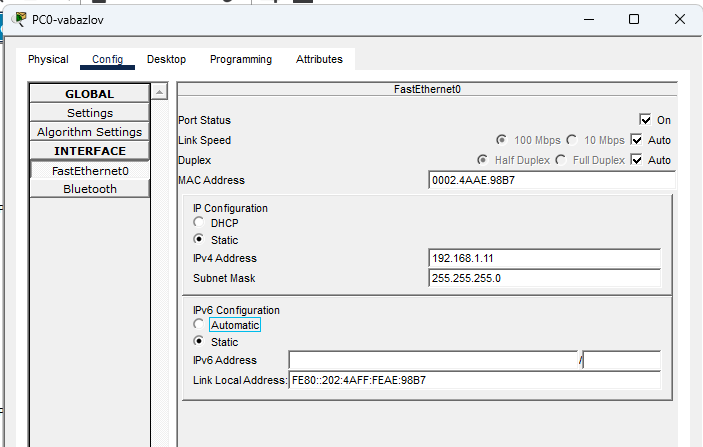 PC0-vabazlov
Physical Config Desktop Programming Attributes
GLOBAL
Settings
Algorithm Settings
INTERFACE
FastEthernet0
Bluetooth
FastEthernet0
Port Status On
Link Speed 100 Mbps 10 Mbps Auto
Duplex Half Duplex Full Duplex Auto
MAC Address 0002.4AAE.98B7
IP Configuration
DHCP
Static
IPv4 Address 192.168.1.11
Subnet Mask 255.255.255.0
IPv6 Configuration
Automatic
Static
IPv6 Address /
Link Local Address: FE80::202:4AFF:FEAE:98B7